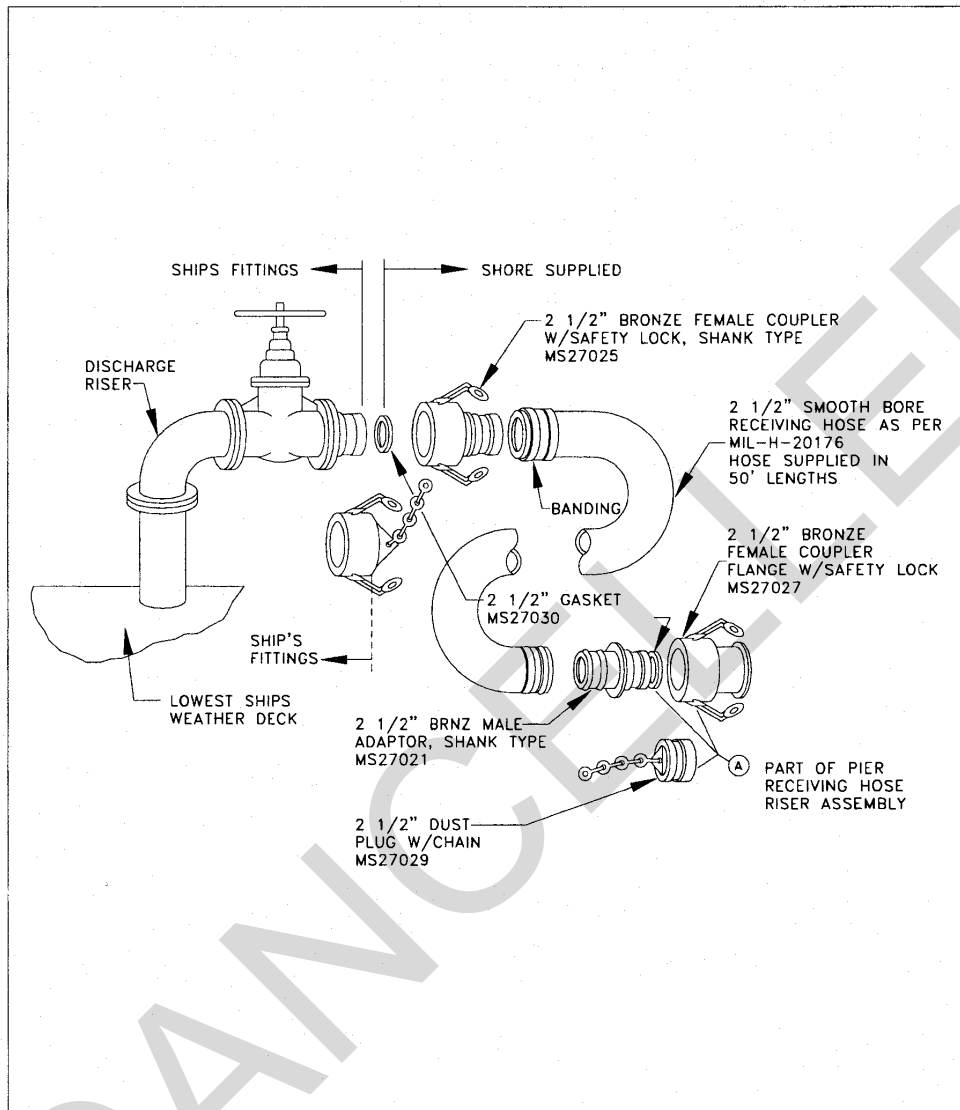 SHIPS FITTINGS
SHORE SUPPLIED
2 1/2" BRONZE FEMALE COUPLER
W/SAFETY LOCK, SHANK TYPE
MS27025
DISCHARGE
RISER
2 1/2" SMOOTH BORE
RECEIVING HOSE AS PER
MIL-H-20176
HOSE SUPPLIED IN
50' LENGTHS
BANDING
2 1/2" BRONZE
FEMALE COUPLER
FLANGE W/SAFETY LOCK
MS27027
2 1/2" GASKET
MS27030
SHIP'S
FITTINGS
LOWEST SHIPS
WEATHER DECK
2 1/2" BRNZ MALE
ADAPTOR, SHANK TYPE
MS27021
A
PART OF PIER
RECEIVING HOSE
RISER ASSEMBLY
2 1/2" DUST
PLUG W/CHAIN
MS27029
CANCELLED